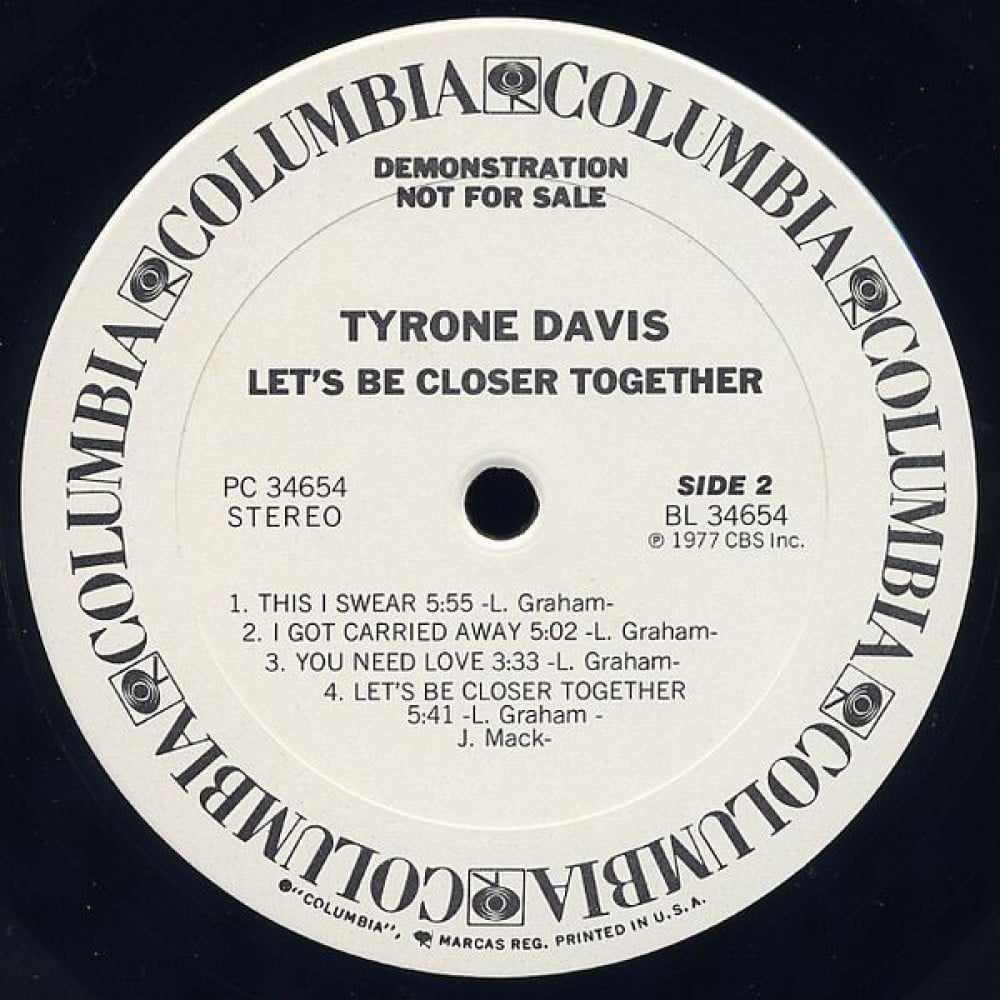 COLUMBIA COLUMBIA COLUMBIA COLUMBIA COLUMBIA COLUMBIA
DEMONSTRATION
NOT FOR SALE
TYRONE DAVIS
LET'S BE CLOSER TOGETHER
PC 34654
STEREO
SIDE 2
BL 34654
℗ 1977 CBS Inc.
1. THIS I SWEAR 5:55 -L. Graham-
2. I GOT CARRIED AWAY 5:02 -L. Graham-
3. YOU NEED LOVE 3:33 -L. Graham-
4. LET'S BE CLOSER TOGETHER
5:41 -L. Graham -
J. Mack-
"COLUMBIA", MARCAS REG. PRINTED IN U.S.A.